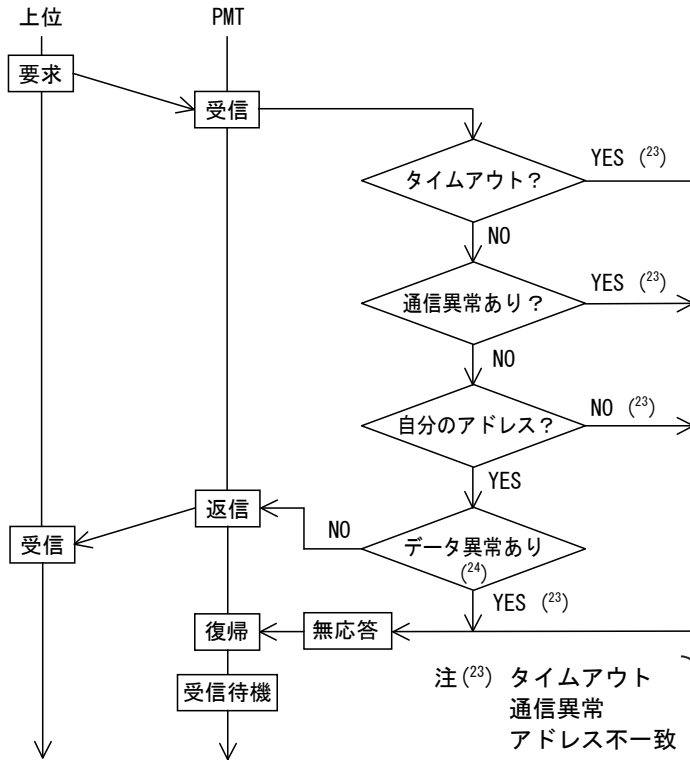 上位 PMT
要求
受信
タイムアウト?
YES (23)
NO
通信異常あり?
YES (23)
NO
自分のアドレス?
NO (23)
YES
返信
NO
データ異常あり
(24)
受信
YES (23)
復帰
無応答
受信待機
注(23) タイムアウト
通信異常
アドレス不一致